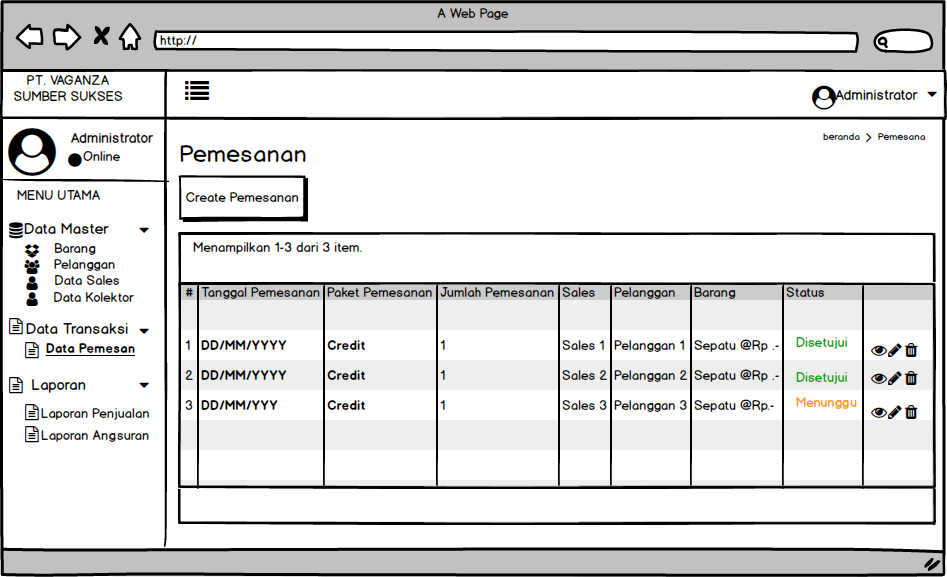 A Web Page
http://
PT. VAGANZA
SUMBER SUKSES
Administrator
Administrator
Online
beranda > Pemesana
Pemesanan
MENU UTAMA
Create Pemesanan
Data Master
Barang
Pelanggan
Data Sales
Data Kolektor
Data Transaksi
Data Pemesan
Laporan
Laporan Penjualan
Laporan Angsuran
Menampilkan 1-3 dari 3 item.
# Tanggal Pemesanan Paket Pemesanan Jumlah Pemesanan Sales Pelanggan Barang Status
1 DD/MM/YYYY Credit 1 Sales 1 Pelanggan 1 Sepatu @Rp .- Disetujui
2 DD/MM/YYYY Credit 1 Sales 2 Pelanggan 2 Sepatu @Rp .- Disetujui
3 DD/MM/YYY Credit 1 Sales 3 Pelanggan 3 Sepatu @Rp.- Menunggu